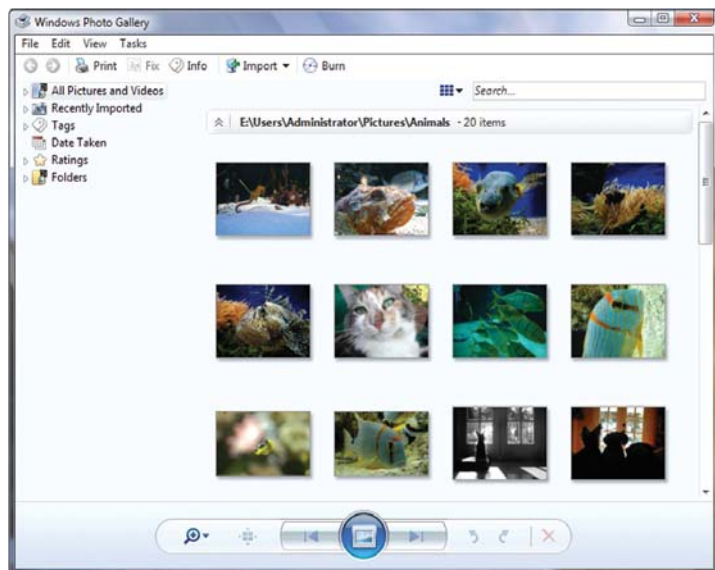 Windows Photo Gallery
File Edit View Tasks
Print Fix Info Import Burn
Search...
All Pictures and Videos
Recently Imported
Tags
Date Taken
Ratings
Folders
E:\Users\Administrator\Pictures\Animals - 20 items